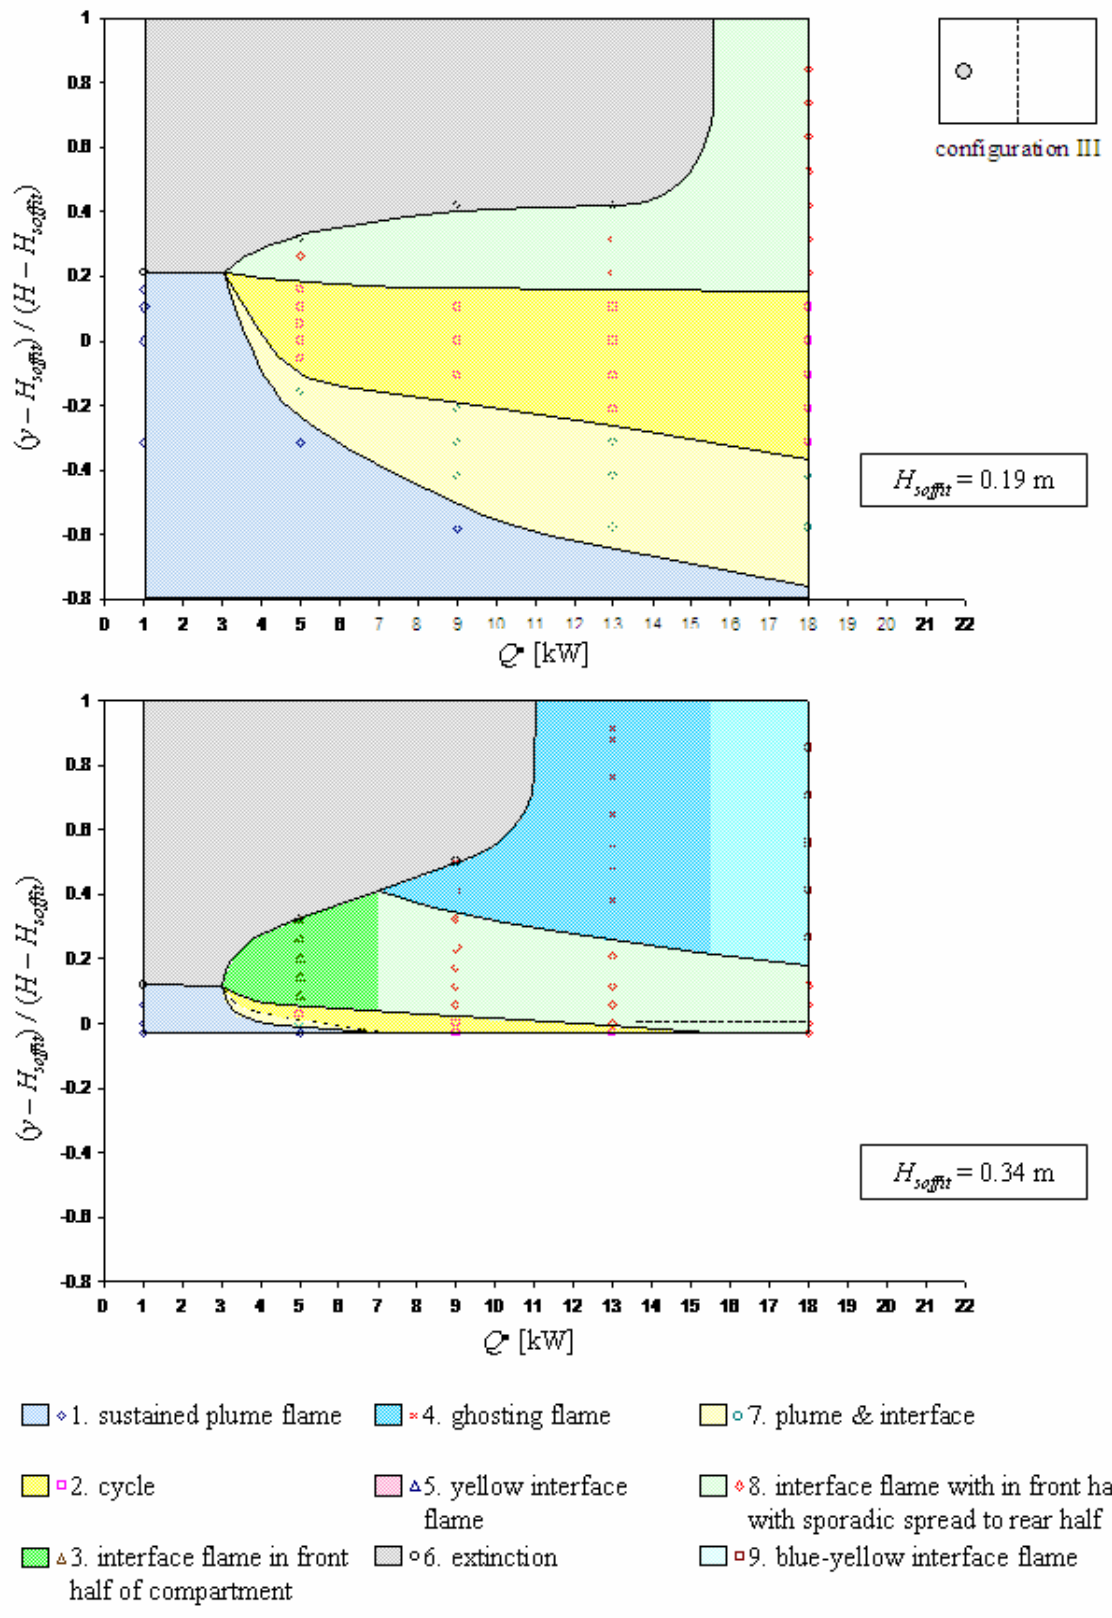 1
0.8
0.6
0.4
0.2
0
-0.2
-0.4
-0.6
-0.8
(y − H_soffit) / (H − H_soffit)
0 1 2 3 4 5 6 7 8 9 10 11 12 13 14 15 16 17 18 19 20 21 22
Q• [kW]
configuration III
H_soffit = 0.19 m
1
0.8
0.6
0.4
0.2
0
-0.2
-0.4
-0.6
-0.8
(y − H_soffit) / (H − H_soffit)
0 1 2 3 4 5 6 7 8 9 10 11 12 13 14 15 16 17 18 19 20 21 22
Q• [kW]
H_soffit = 0.34 m
1. sustained plume flame
4. ghosting flame
7. plume & interface
2. cycle
5. yellow interface
flame
8. interface flame with in front ha
with sporadic spread to rear half
3. interface flame in front
half of compartment
6. extinction
9. blue-yellow interface flame